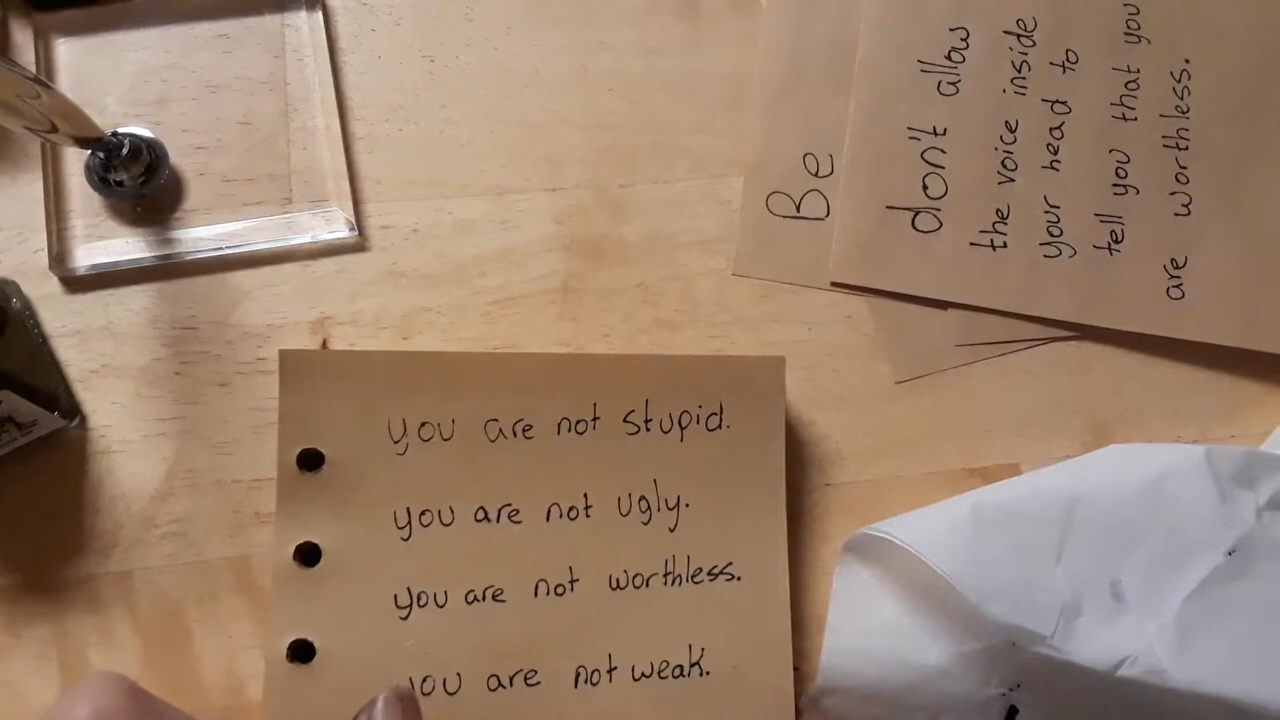 you are not stupid.
you are not ugly.
you are not worthless.
you are not weak.
Be
don't allow
the voice inside
your head to
tell you that you
are worthless.